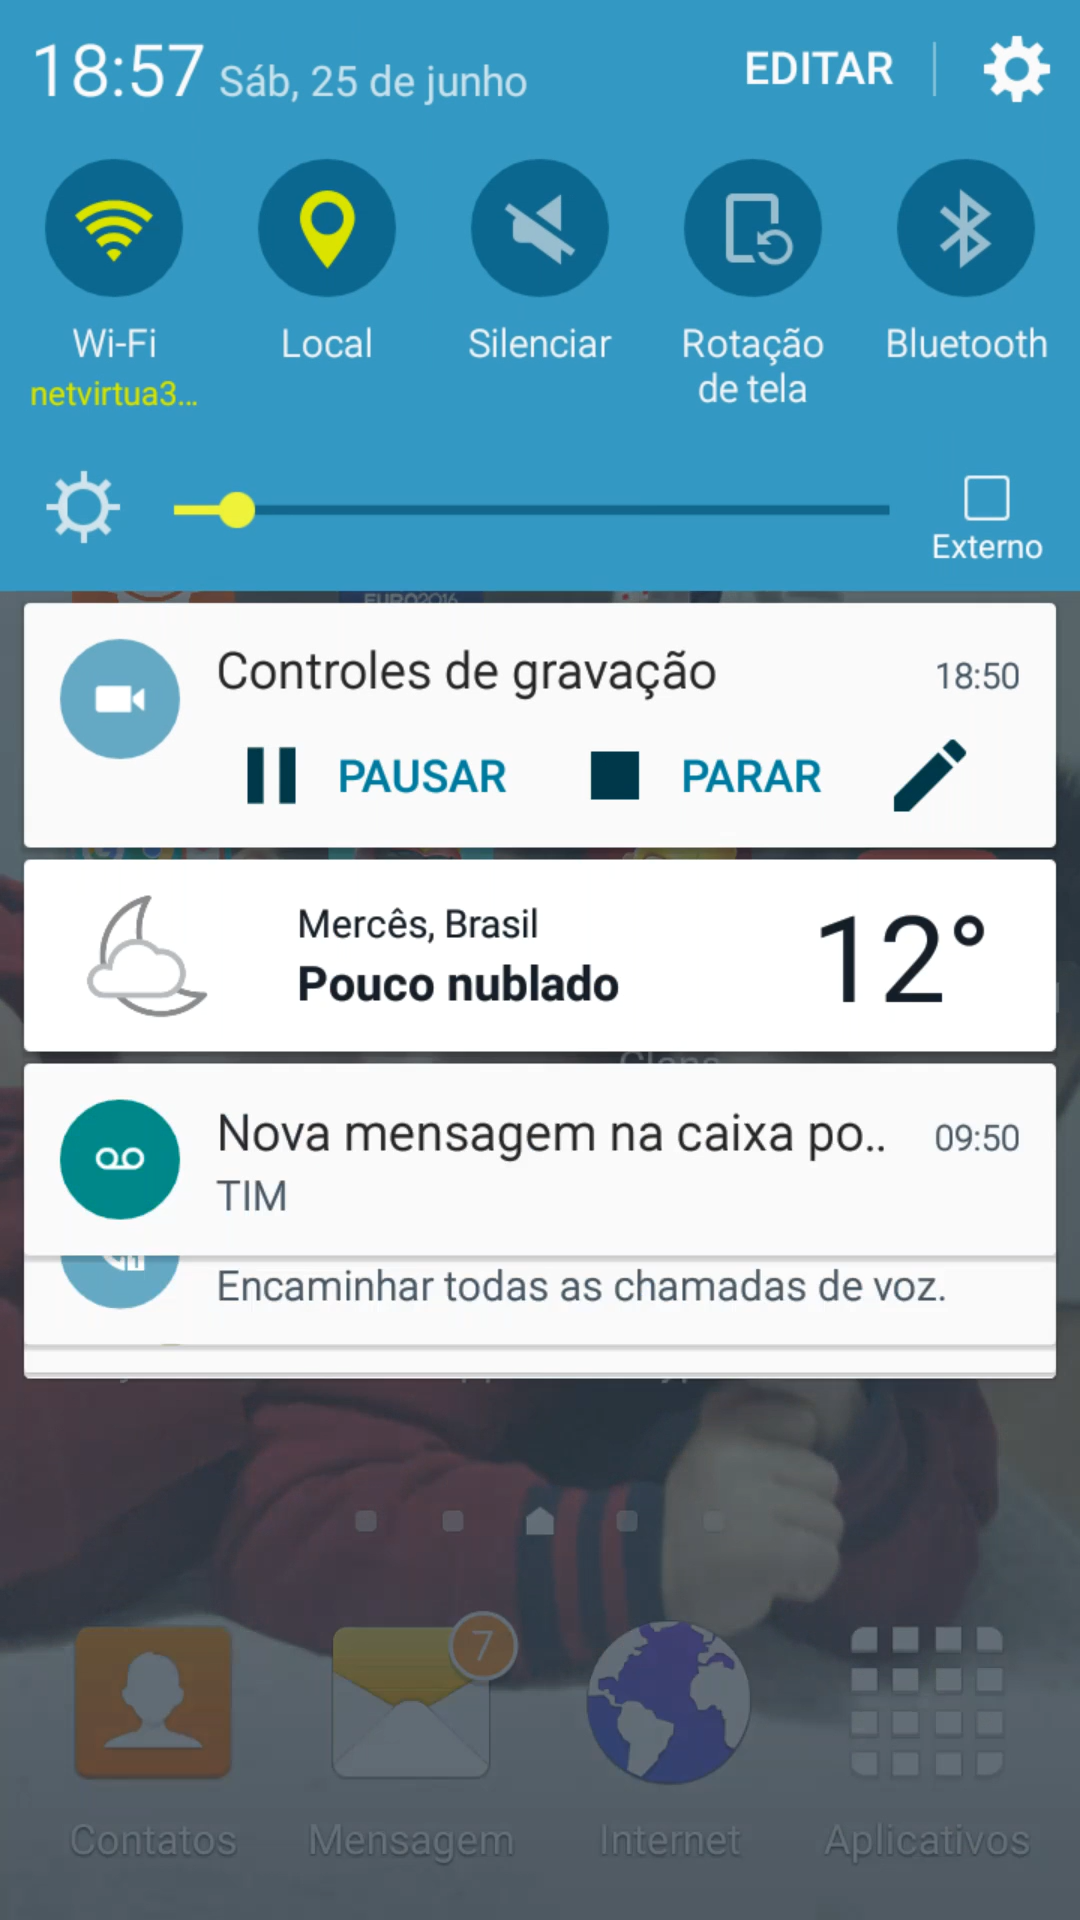 18:57 Sáb, 25 de junho EDITAR
Wi-Fi Local Silenciar Rotação Bluetooth
netvirtua3... de tela
Externo
EURO2016
Controles de gravação 18:50
PAUSAR PARAR
Mercês, Brasil 12°
Pouco nublado
Nova mensagem na caixa po.. 09:50
TIM
Encaminhar todas as chamadas de voz.
7
Contatos Mensagem Internet Aplicativos